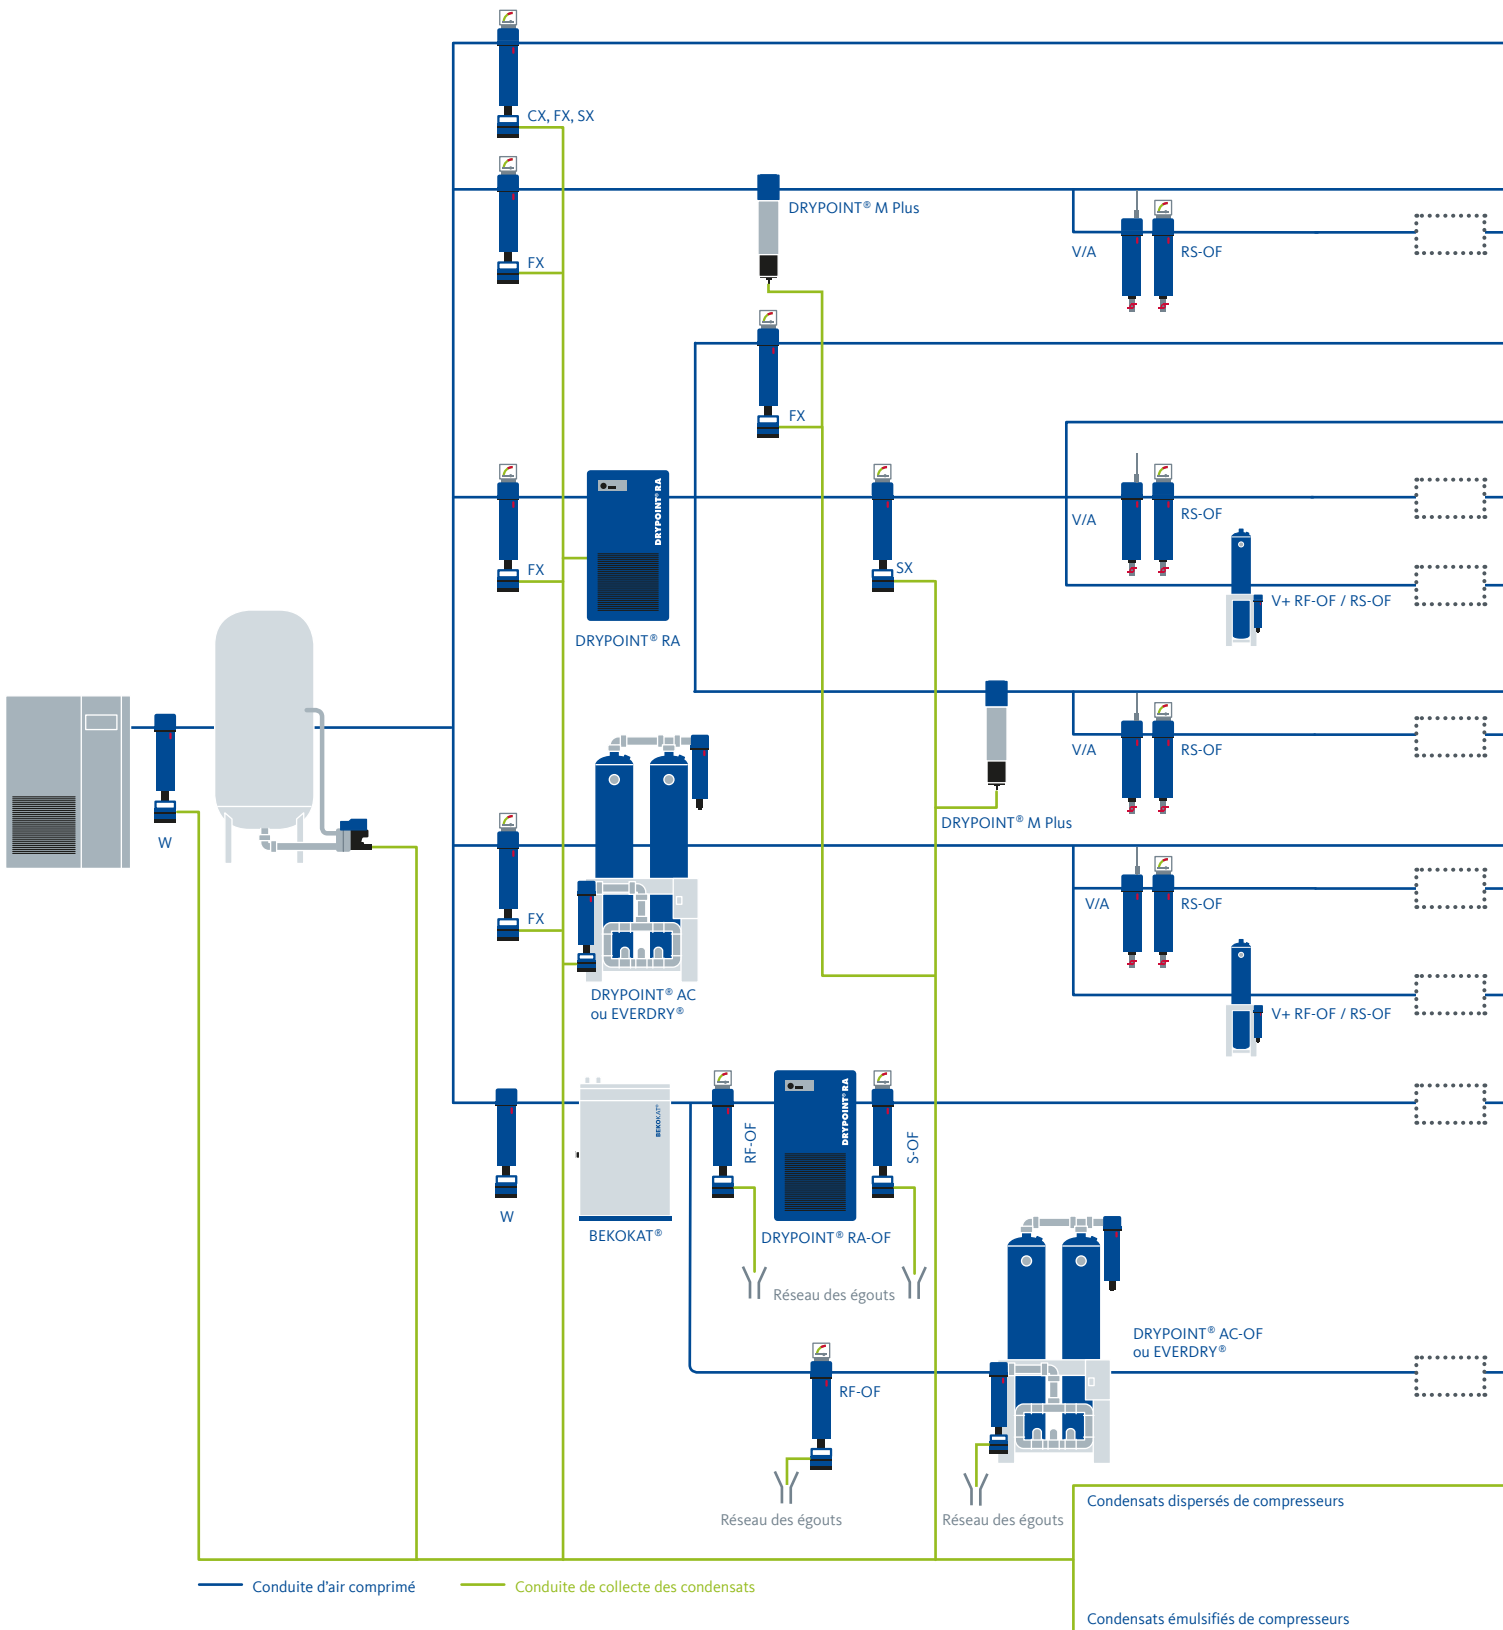 CX, FX, SX
DRYPOINT® M Plus
V/A
RS-OF
FX
FX
DRYPOINT® RA
FX
DRYPOINT® RA
SX
V/A
RS-OF
V+ RF-OF / RS-OF
W
V/A
RS-OF
DRYPOINT® M Plus
FX
V/A
RS-OF
DRYPOINT® AC
ou EVERDRY®
V+ RF-OF / RS-OF
W
BEKOKAT®
BEKOKAT®
RF-OF
DRYPOINT® RA
S-OF
DRYPOINT® RA-OF
Réseau des égouts
RF-OF
DRYPOINT® AC-OF
ou EVERDRY®
Réseau des égouts
Réseau des égouts
Condensats dispersés de compresseurs
Conduite d'air comprimé
Conduite de collecte des condensats
Condensats émulsifiés de compresseurs